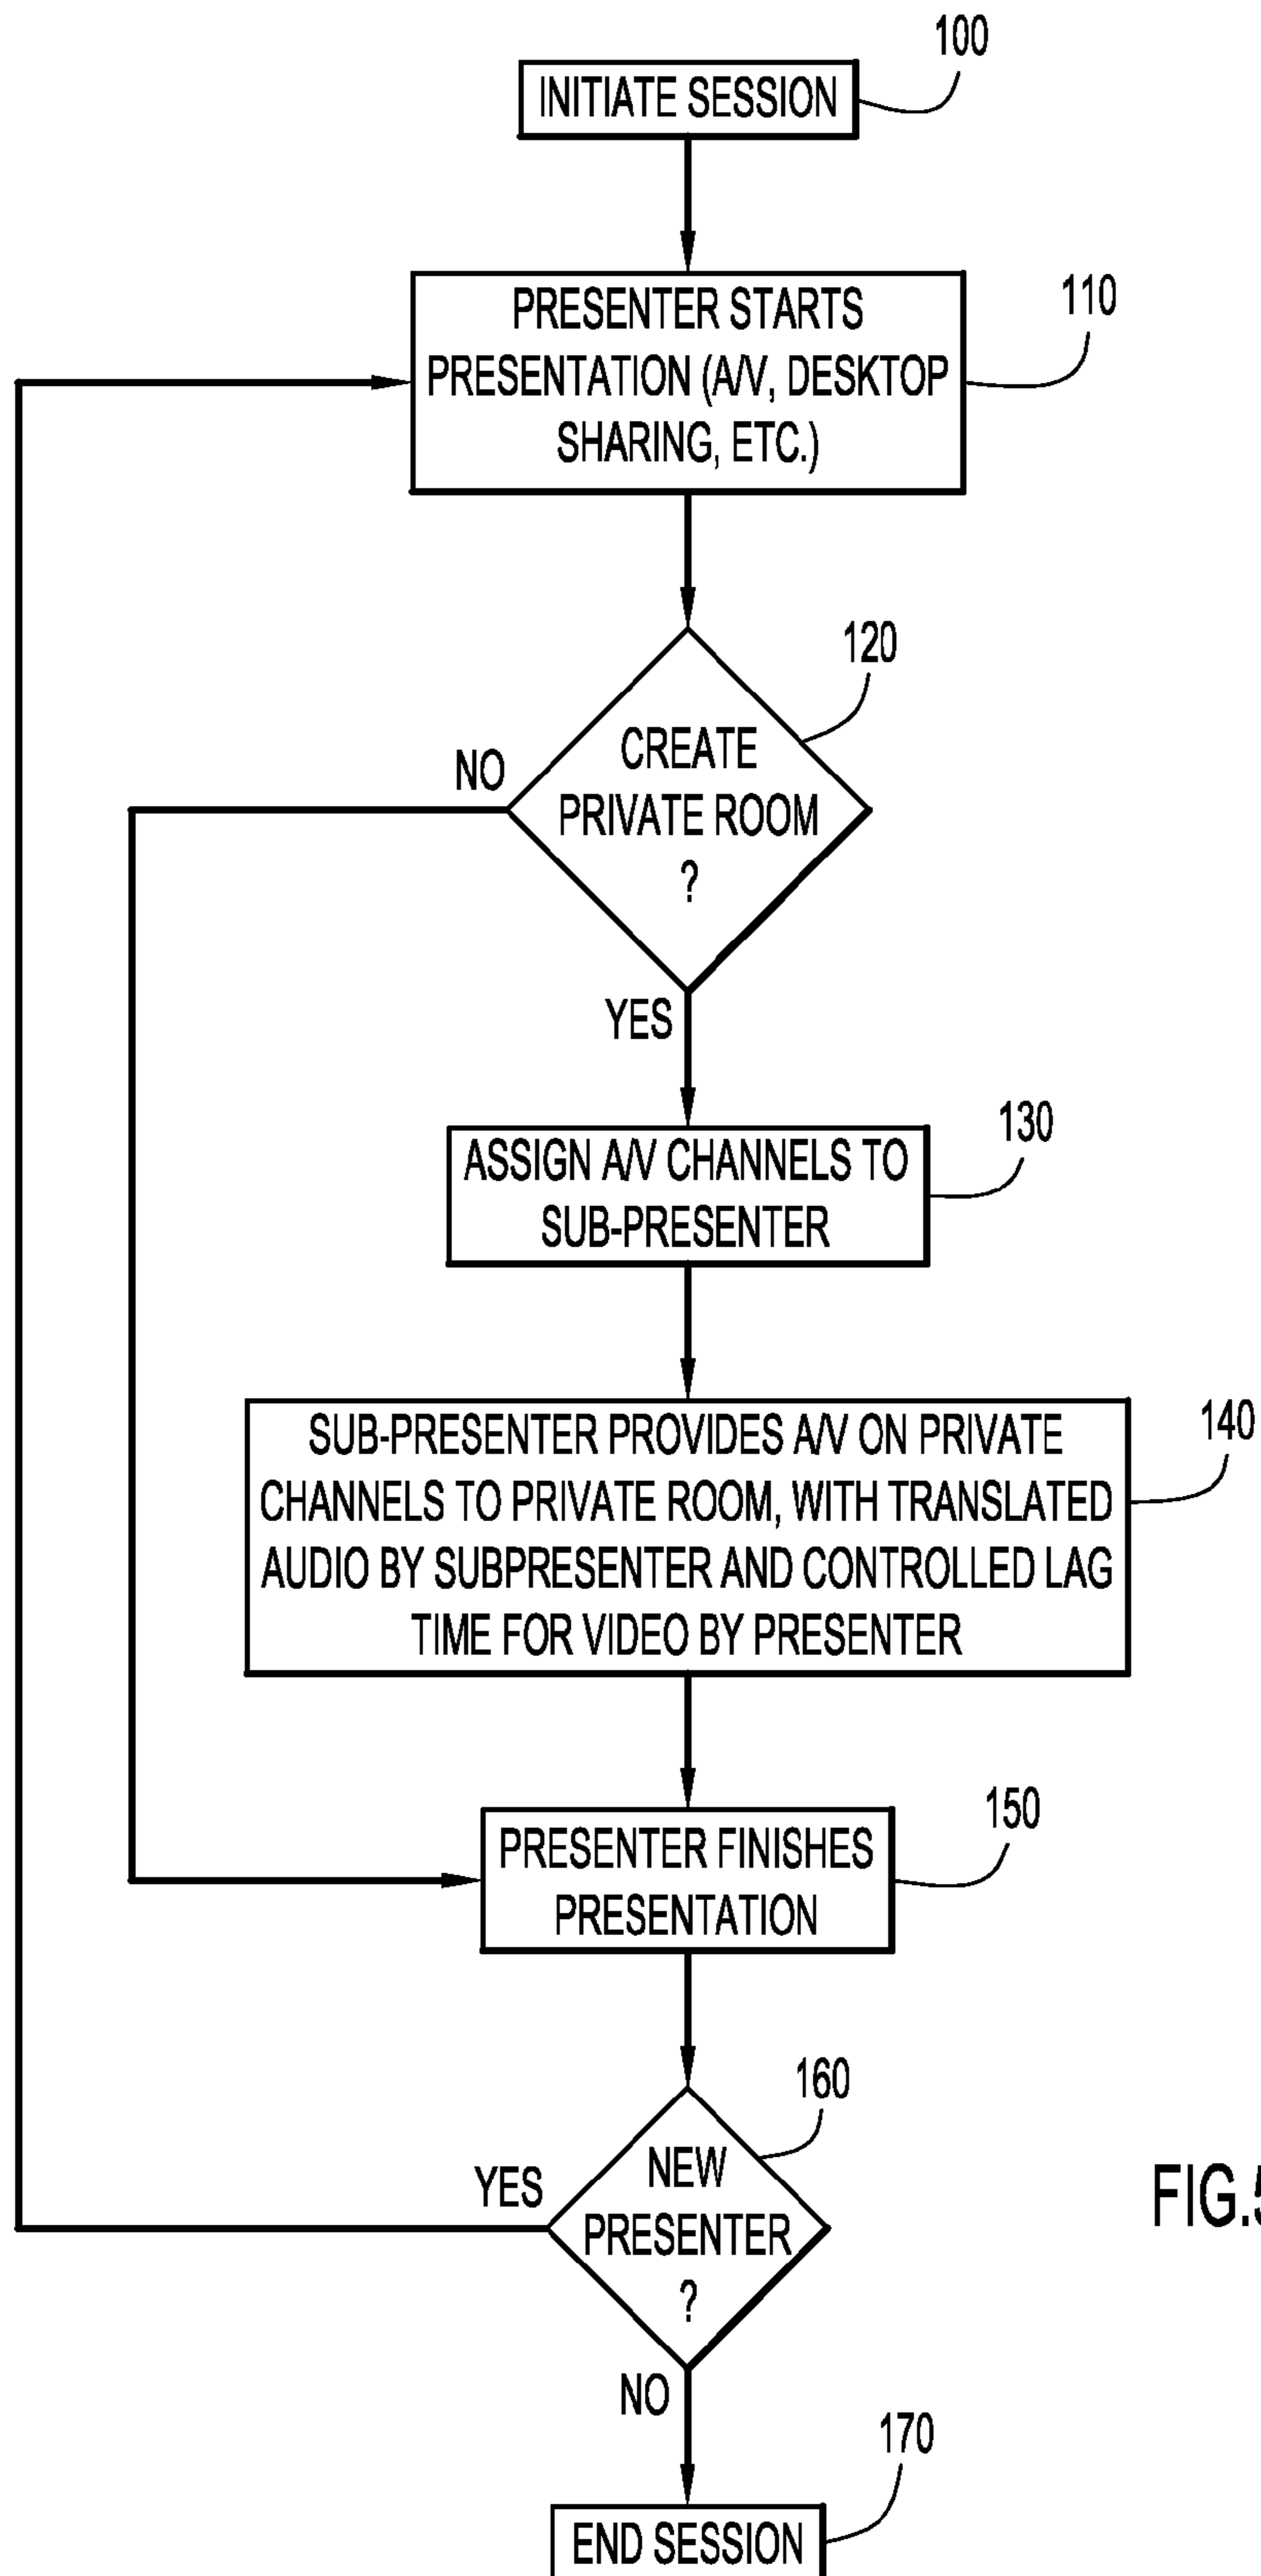 100
INITIATE SESSION
110
PRESENTER STARTS
PRESENTATION (A/V, DESKTOP
SHARING, ETC.)
120
CREATE
PRIVATE ROOM
?
NO
YES
130
ASSIGN A/V CHANNELS TO
SUB-PRESENTER
140
SUB-PRESENTER PROVIDES A/V ON PRIVATE
CHANNELS TO PRIVATE ROOM, WITH TRANSLATED
AUDIO BY SUBPRESENTER AND CONTROLLED LAG
TIME FOR VIDEO BY PRESENTER
150
PRESENTER FINISHES
PRESENTATION
160
NEW
PRESENTER
?
YES
NO
FIG.5
170
END SESSION